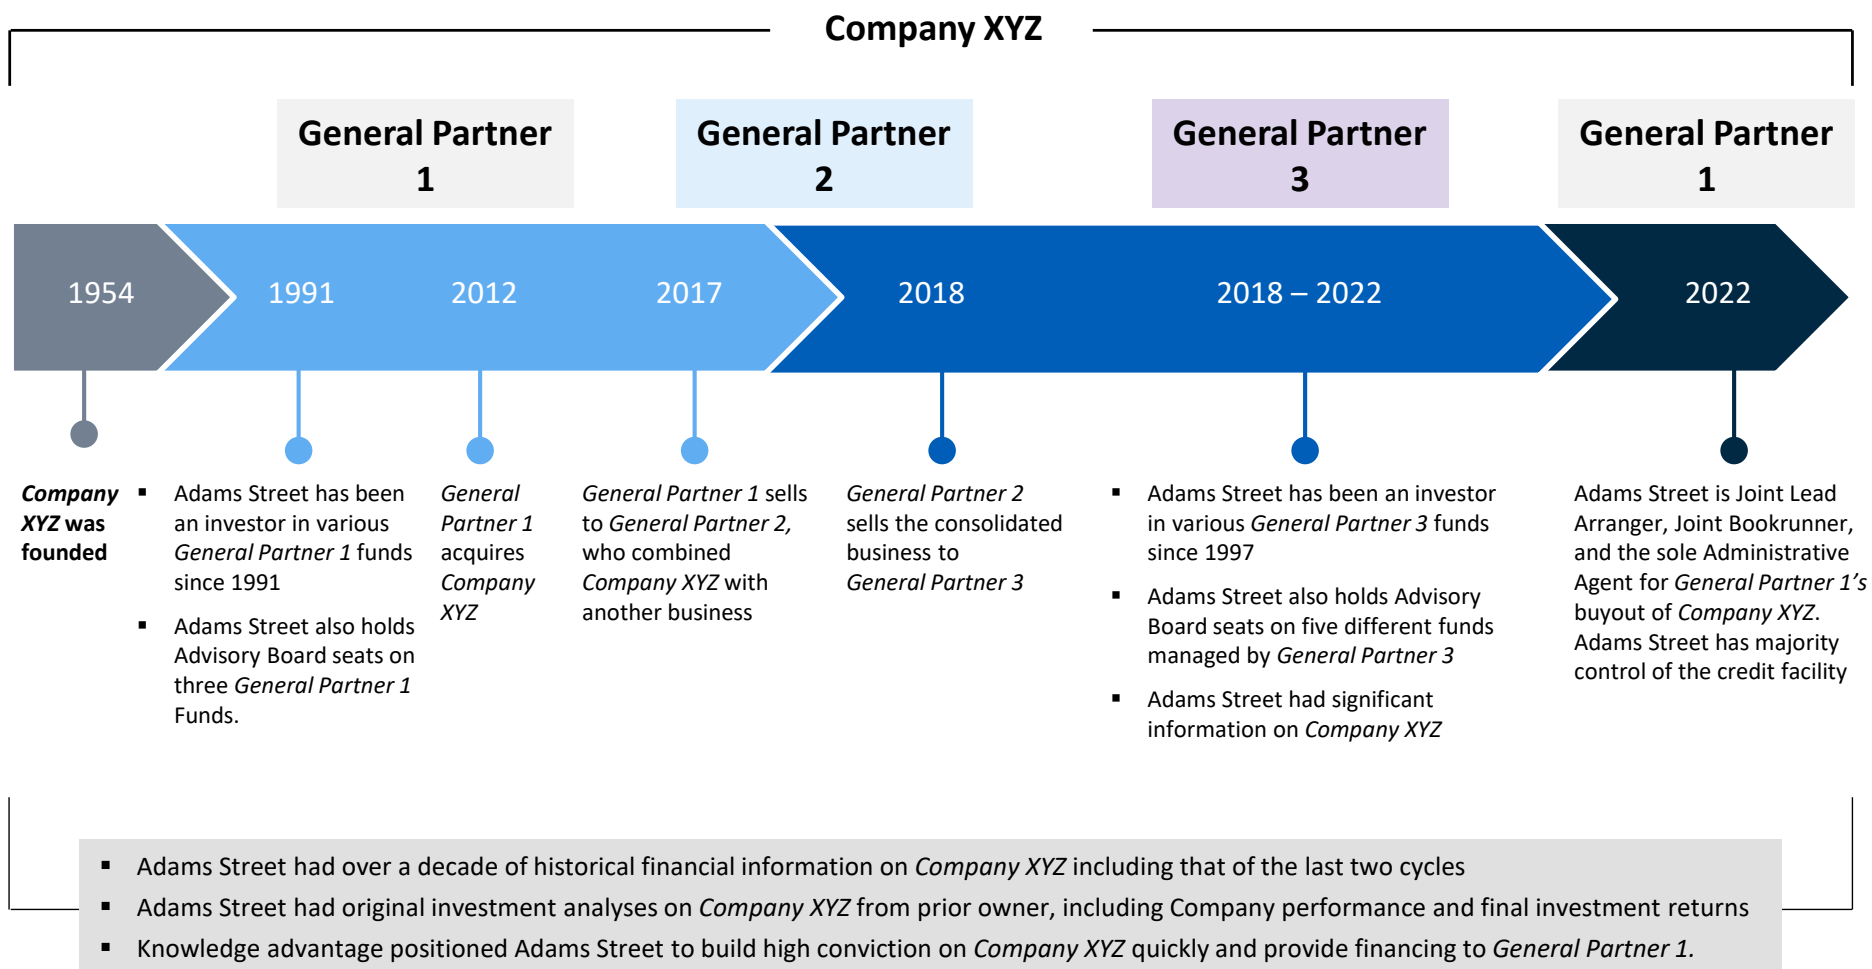 Company XYZ
General Partner
1
General Partner
2
General Partner
3
General Partner
1
1954
1991
2012
2017
2018
2018 – 2022
2022
Company
XYZ was
founded
▪ Adams Street has been
an investor in various
General Partner 1 funds
since 1991
▪ Adams Street also holds
Advisory Board seats on
three General Partner 1
Funds.
General
Partner 1
acquires
Company
XYZ
General Partner 1 sells
to General Partner 2,
who combined
Company XYZ with
another business
General Partner 2
sells the consolidated
business to
General Partner 3
▪ Adams Street has been an investor
in various General Partner 3 funds
since 1997
▪ Adams Street also holds Advisory
Board seats on five different funds
managed by General Partner 3
▪ Adams Street had significant
information on Company XYZ
Adams Street is Joint Lead
Arranger, Joint Bookrunner,
and the sole Administrative
Agent for General Partner 1’s
buyout of Company XYZ.
Adams Street has majority
control of the credit facility
▪ Adams Street had over a decade of historical financial information on Company XYZ including that of the last two cycles
▪ Adams Street had original investment analyses on Company XYZ from prior owner, including Company performance and final investment returns
▪ Knowledge advantage positioned Adams Street to build high conviction on Company XYZ quickly and provide financing to General Partner 1.